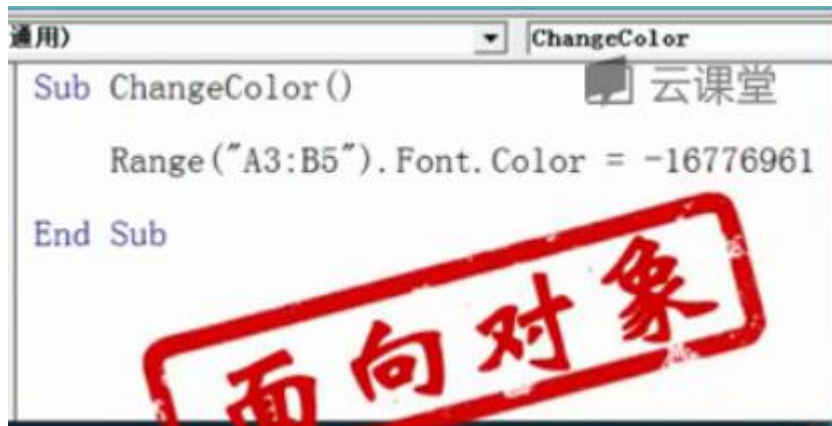 通用) ChangeColor
Sub ChangeColor() 云课堂
Range("A3:B5").Font.Color = -16776961
End Sub
面向对象